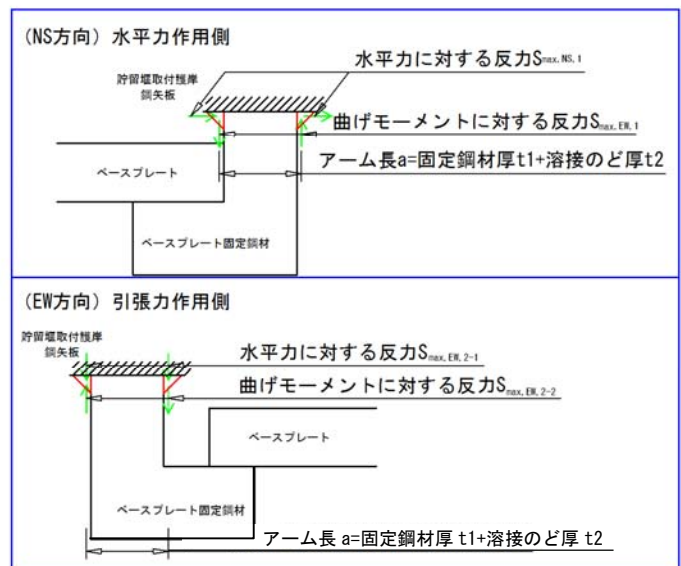 (NS方向) 水平力作用側
水平力に対する反力Smax,NS,1
貯留堰取付護岸
鋼矢板
曲げモーメントに対する反力Smax,EW,1
アーム長a=固定鋼材厚t1+溶接のど厚t2
ベースプレート
ベースプレート固定鋼材
(EW方向) 引張力作用側
貯留堰取付護岸
鋼矢板
水平力に対する反力Smax,EW,2-1
曲げモーメントに対する反力Smax,EW,2-2
ベースプレート
ベースプレート固定鋼材
アーム長 a=固定鋼材厚 t1+溶接のど厚 t2